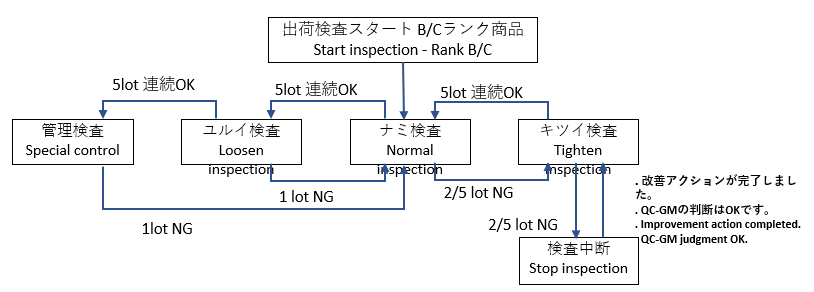 出荷検査スタート B/Cランク商品
Start inspection - Rank B/C
5lot 連続OK
5lot 連続OK
5lot 連続OK
管理検査
Special control
ユルイ検査
Loosen
inspection
ナミ検査
Normal
inspection
キツイ検査
Tighten
inspection
1 lot NG
2/5 lot NG
1lot NG
2/5 lot NG
. 改善アクションが完了しまし
た。
. QC-GMの判断はOKです。
. Improvement action completed.
. QC-GM judgment OK.
検査中断
Stop inspection